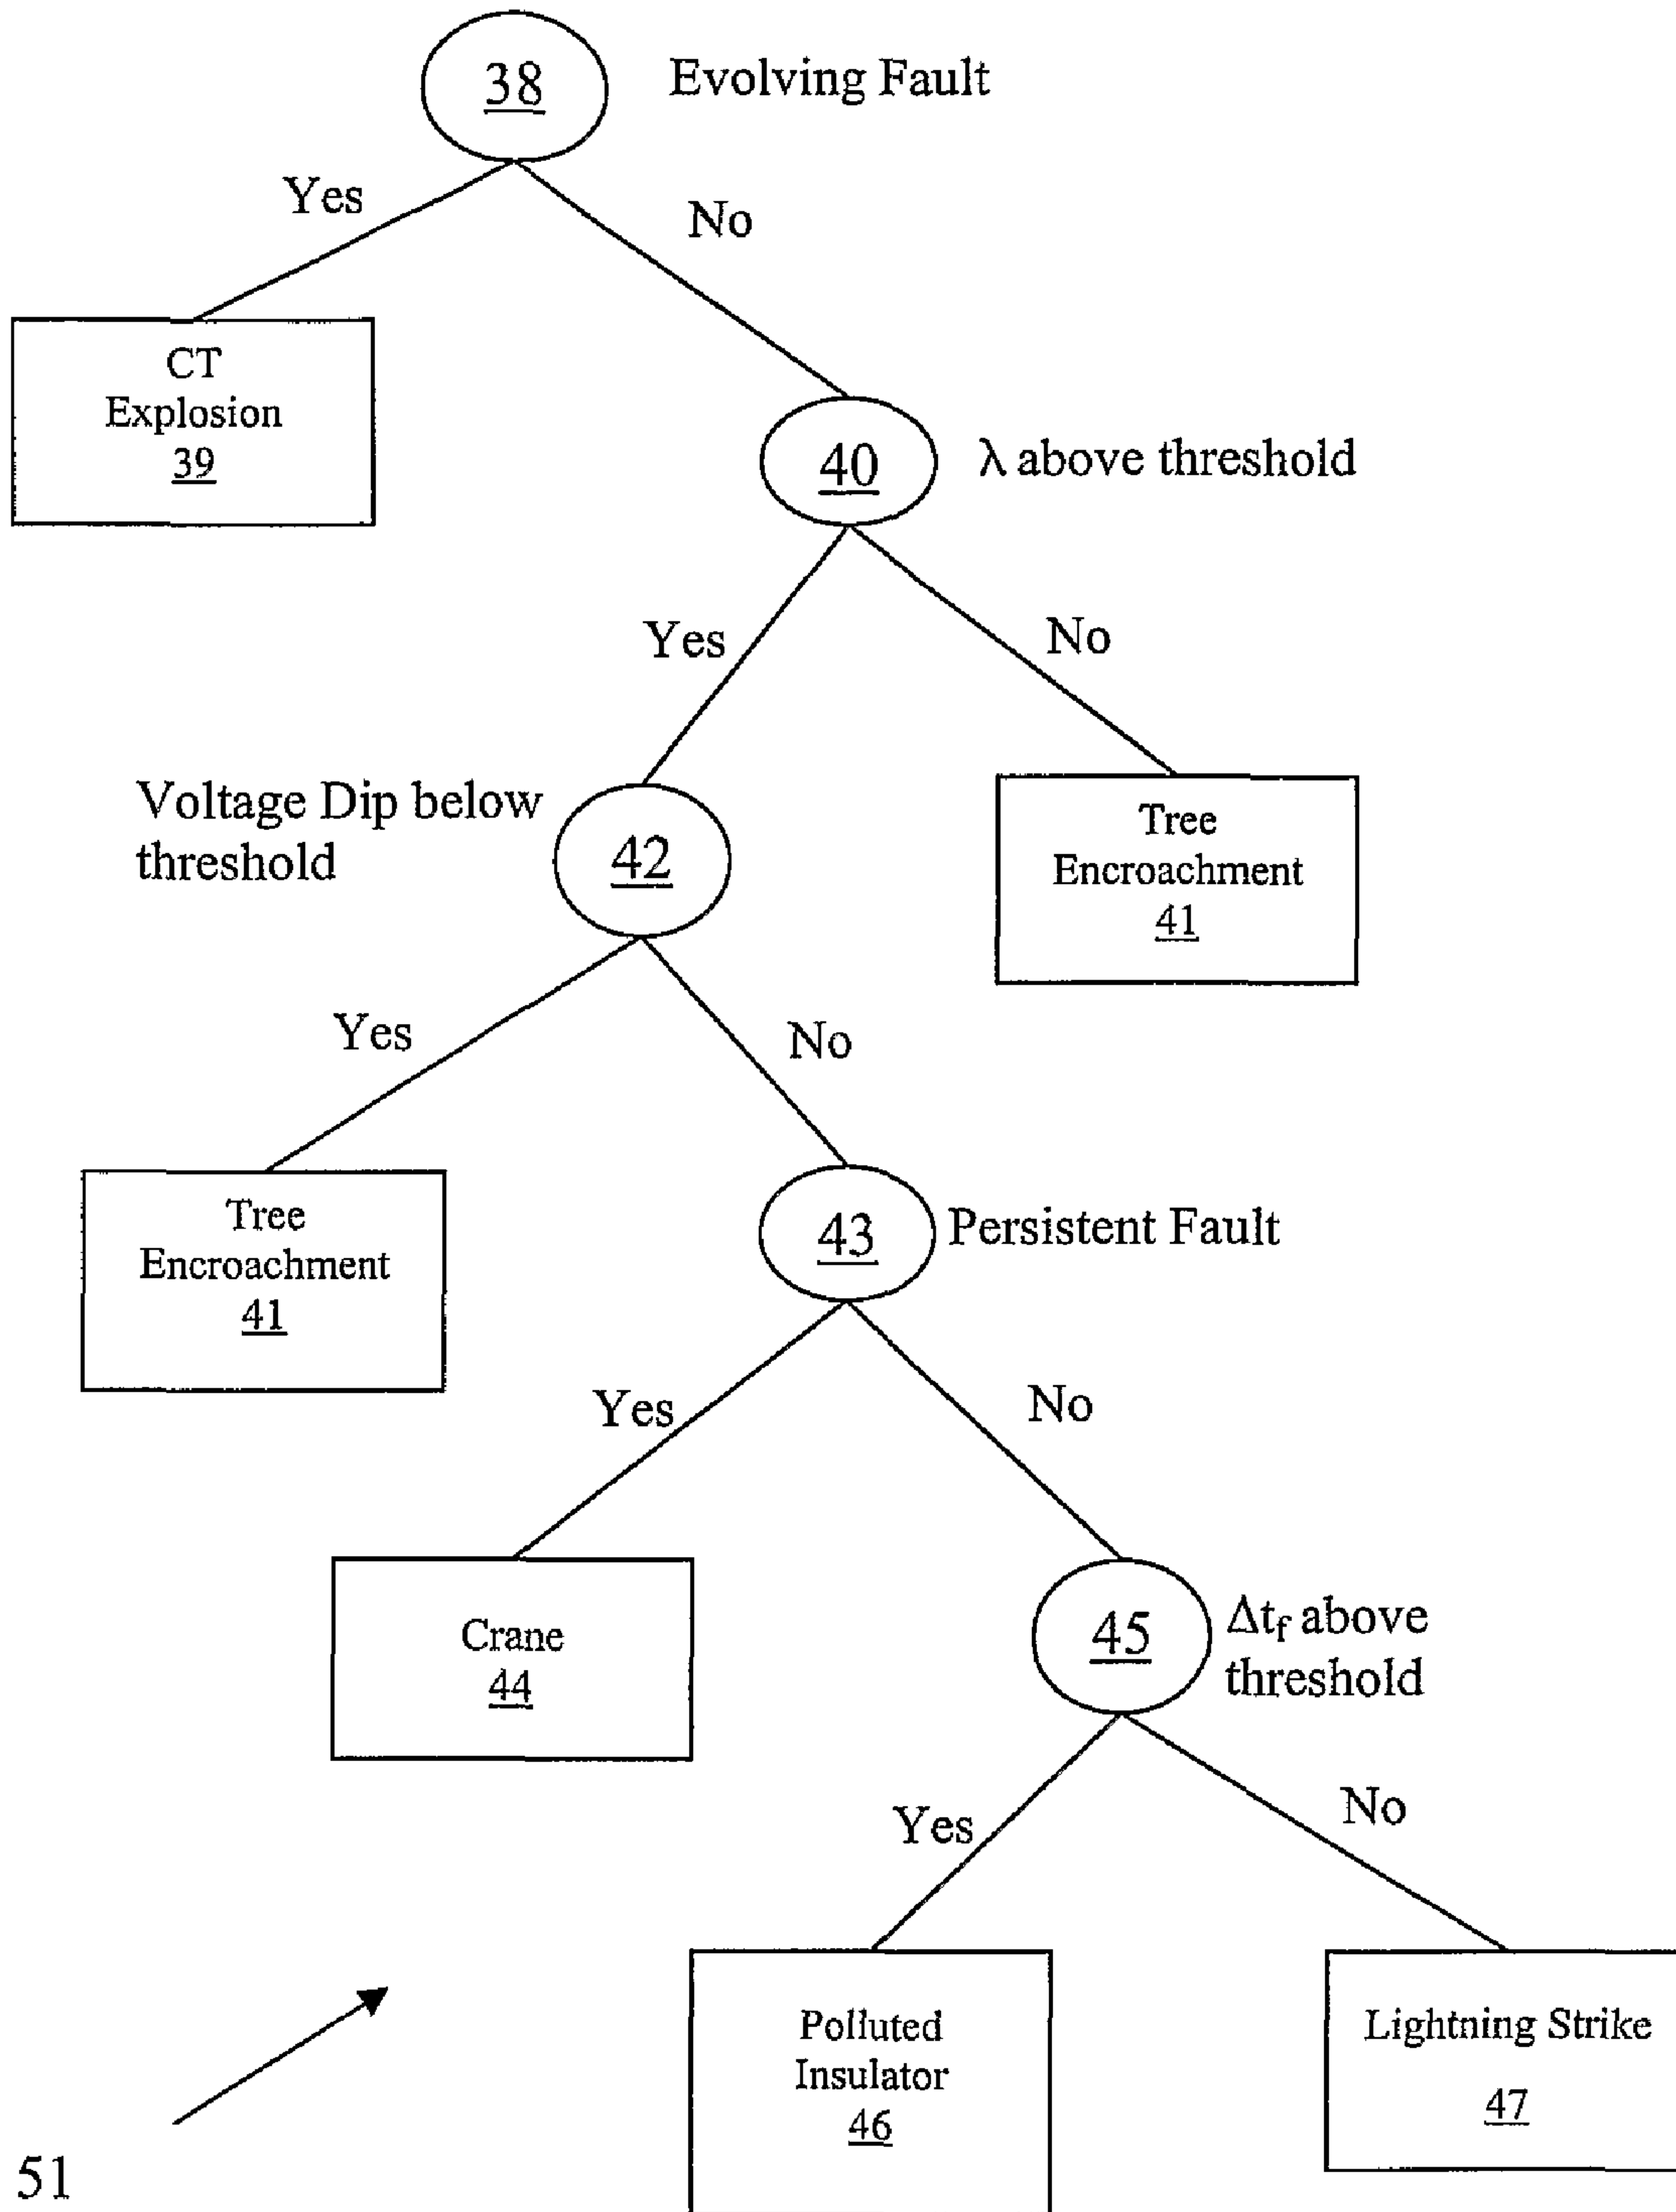 38
Evolving Fault
Yes
No
CT
Explosion
39
40
λ above threshold
Yes
No
Voltage Dip below
threshold
42
Tree
Encroachment
41
Yes
No
Tree
Encroachment
41
43
Persistent Fault
Yes
No
Crane
44
45
Δtf above
threshold
Yes
No
Polluted
Insulator
46
Lightning Strike
47
51